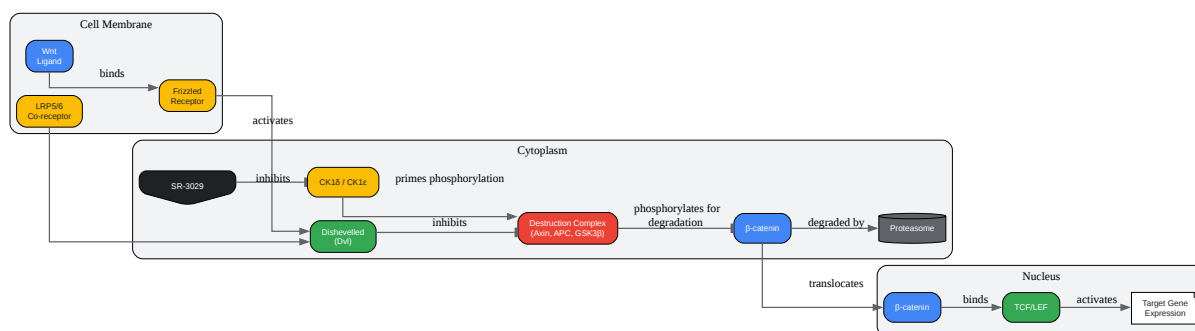 Cell Membrane
Wnt
Ligand
binds
Frizzled
Receptor
LRP5/6
Co-receptor
activates
Cytoplasm
SR-3029
inhibits
CK1δ / CK1ε
primes phosphorylation
Dishevelled
(Dvl)
inhibits
Destruction Complex
(Axin, APC, GSK3β)
phosphorylates for
degradation
β-catenin
degraded by
Proteasome
translocates
Nucleus
β-catenin
binds
TCF/LEF
activates
Target Gene
Expression